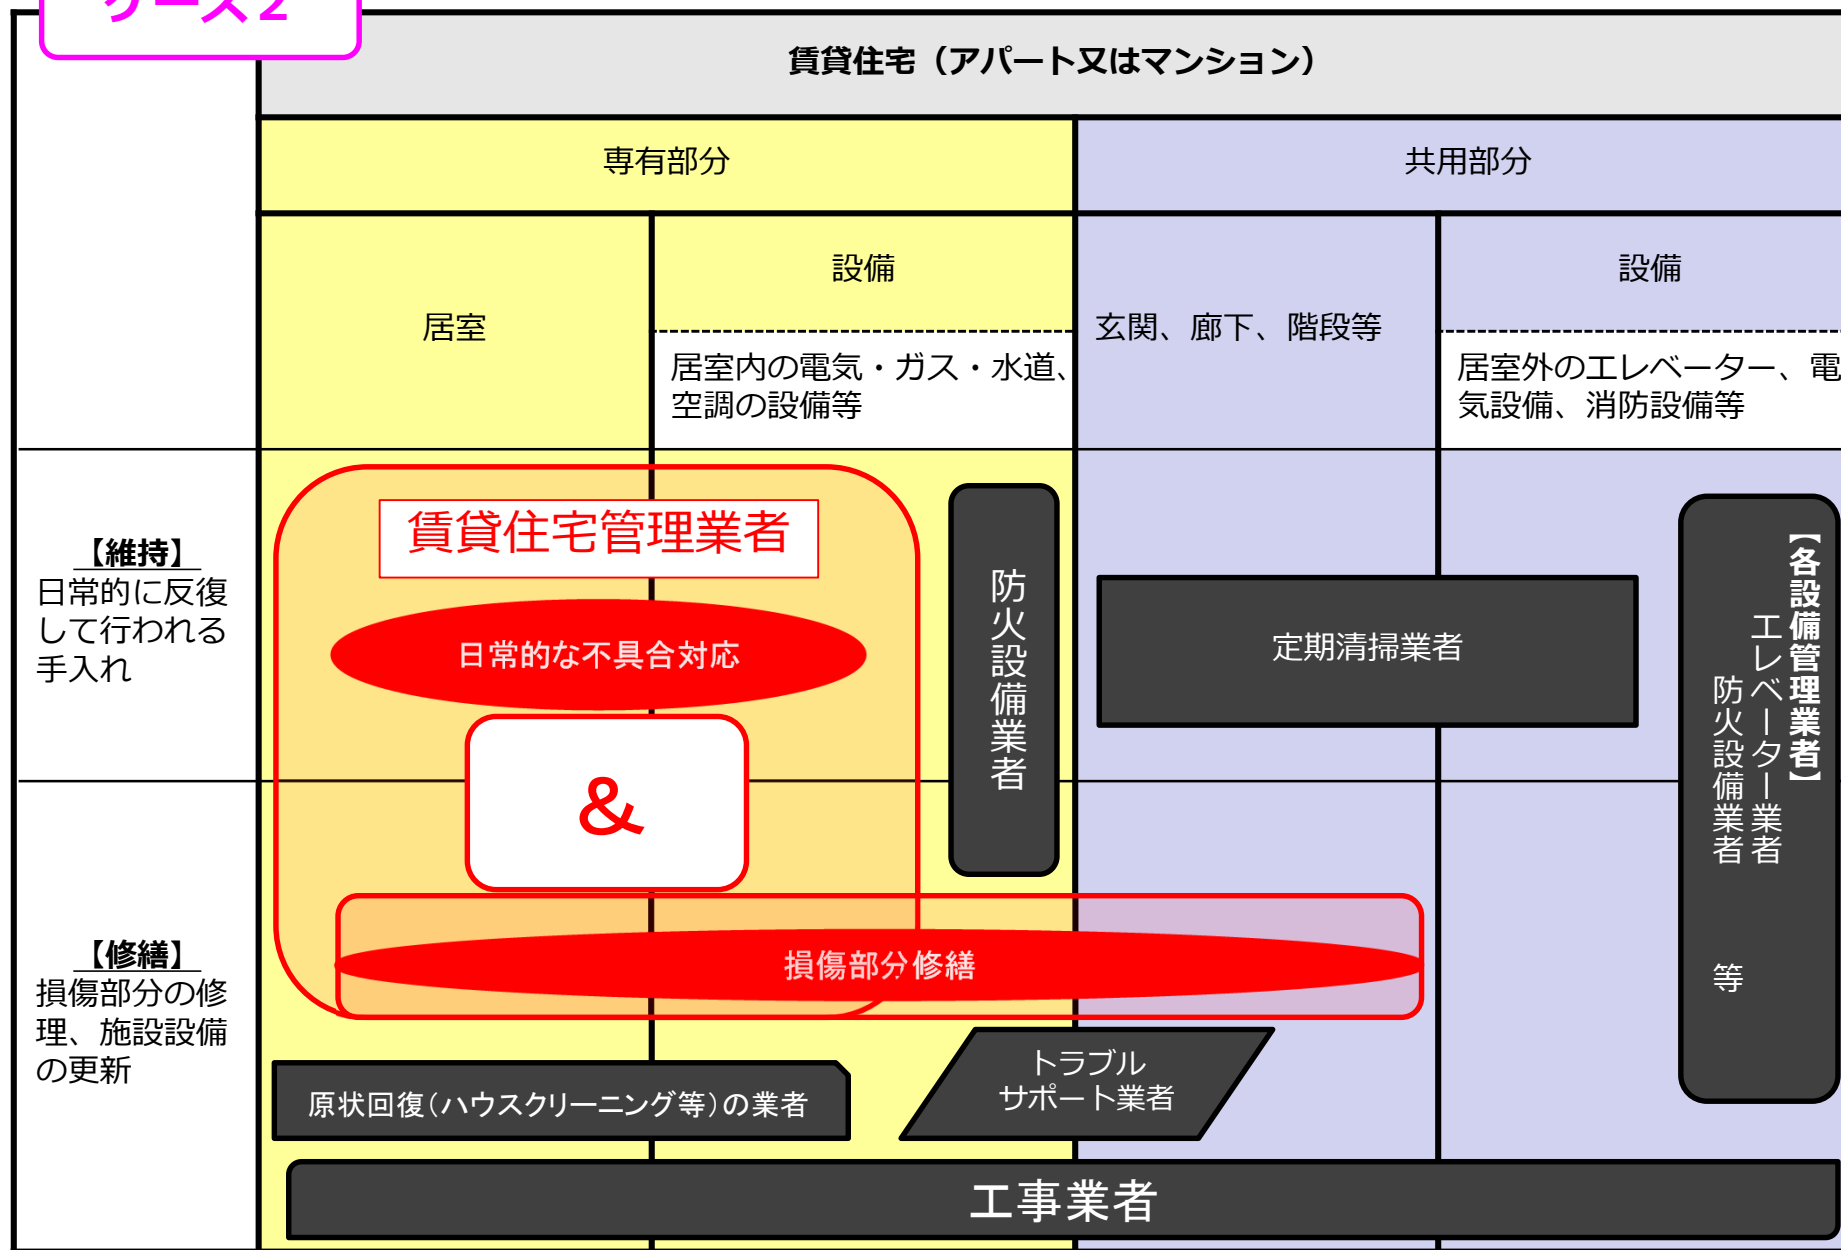 ケース２
賃貸住宅（アパート又はマンション）
専有部分
共用部分
居室
設備
居室内の電気・ガス・水道、
空調の設備等
玄関、廊下、階段等
設備
居室外のエレベーター、電
気設備、消防設備等
【維持】
日常的に反復
して行われる
手入れ
賃貸住宅管理業者
日常的な不具合対応
&
防火設備業者
定期清掃業者
【各設備管理業者】
エレベーター業者
防火設備業者　等
【修繕】
損傷部分の修
理、施設設備
の更新
損傷部分修繕
原状回復（ハウスクリーニング等）の業者
トラブル
サポート業者
工事業者